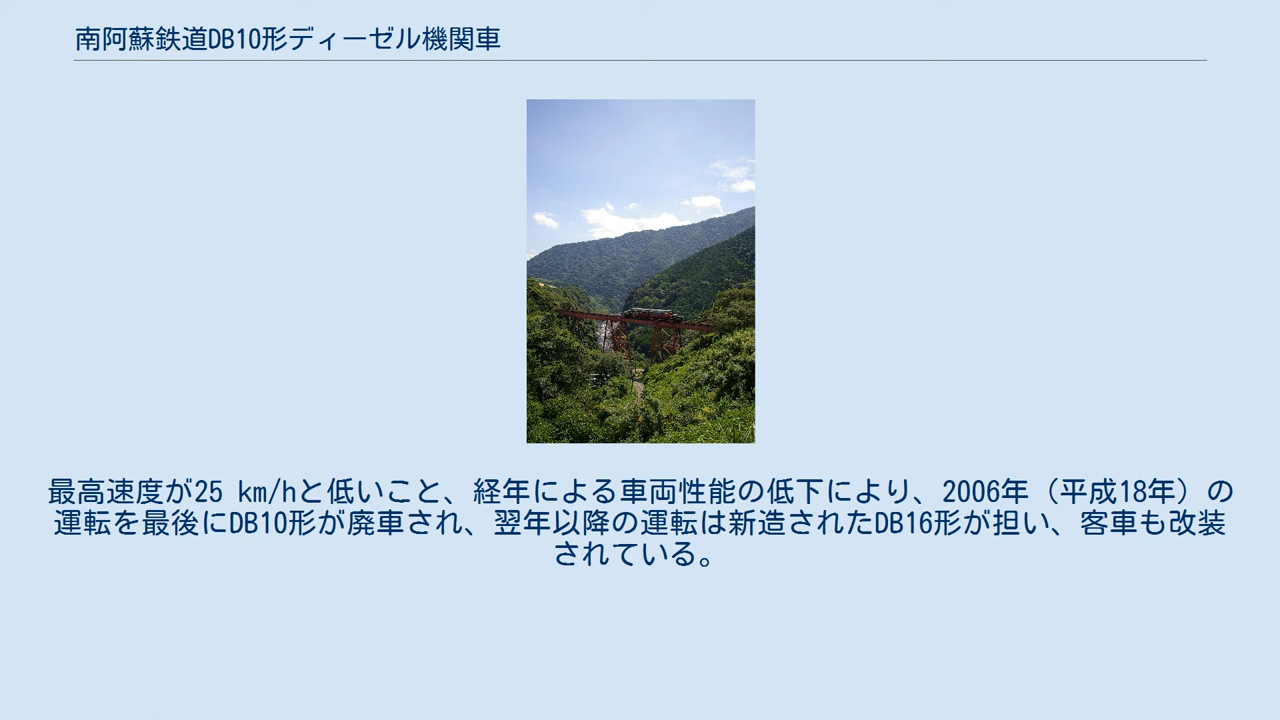 南阿蘇鉄道DB10形ディーゼル機関車
最高速度が25 km/hと低いこと、経年による車両性能の低下により、2006年（平成18年）の
運転を最後にDB10形が廃車され、翌年以降の運転は新造されたDB16形が担い、客車も改装
されている。